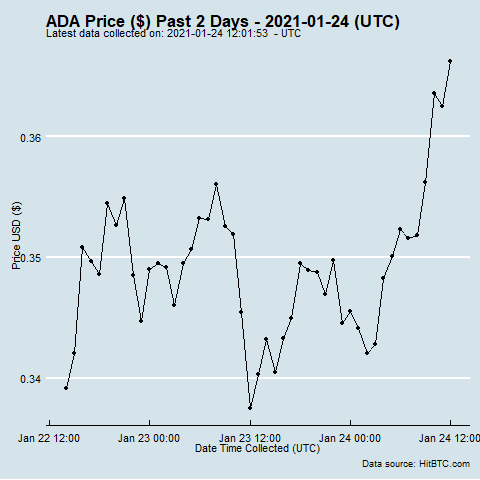 ADA Price ($) Past 2 Days - 2021-01-24 (UTC)
Latest data collected on: 2021-01-24 12:01:53 - UTC
0.36
0.35
0.34
Price USD ($)
Jan 22 12:00 Jan 23 00:00 Jan 23 12:00 Jan 24 00:00 Jan 24 12:00
Date Time Collected (UTC)
Data source: HitBTC.com